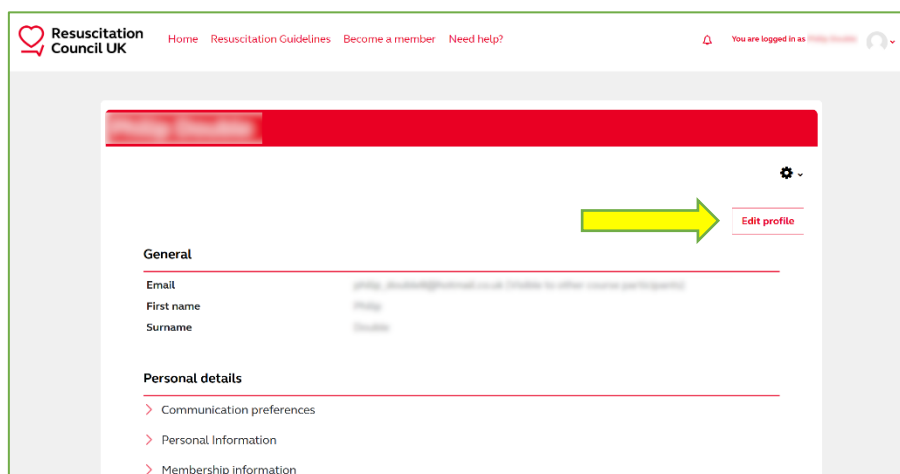 Resuscitation
Council UK
Home Resuscitation Guidelines Become a member Need help?
You are logged in as
Edit profile
General
Email
First name
Surname
Personal details
Communication preferences
Personal Information
Membership information